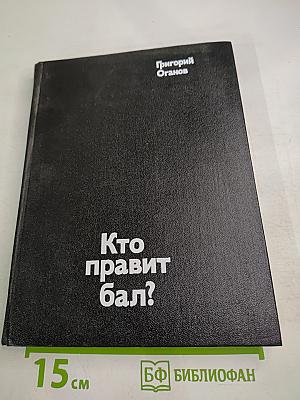 Григорий
Оганов
Кто
правит
бал?
15 см
БФ БИБЛИОФАН